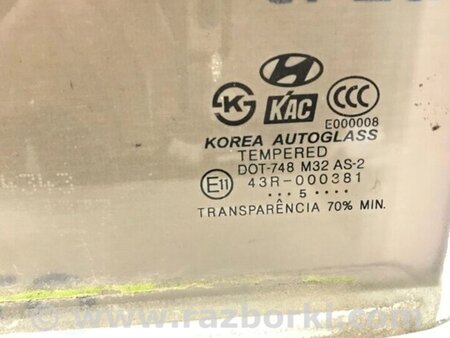 KS
KAC
CCC
E000008
KOREA AUTOGLASS
TEMPERED
DOT-748 M32 AS-2
E11 43R-000381
··· 5 ····
TRANSPARÊNCIA 70% MIN.
© www.razborki.com